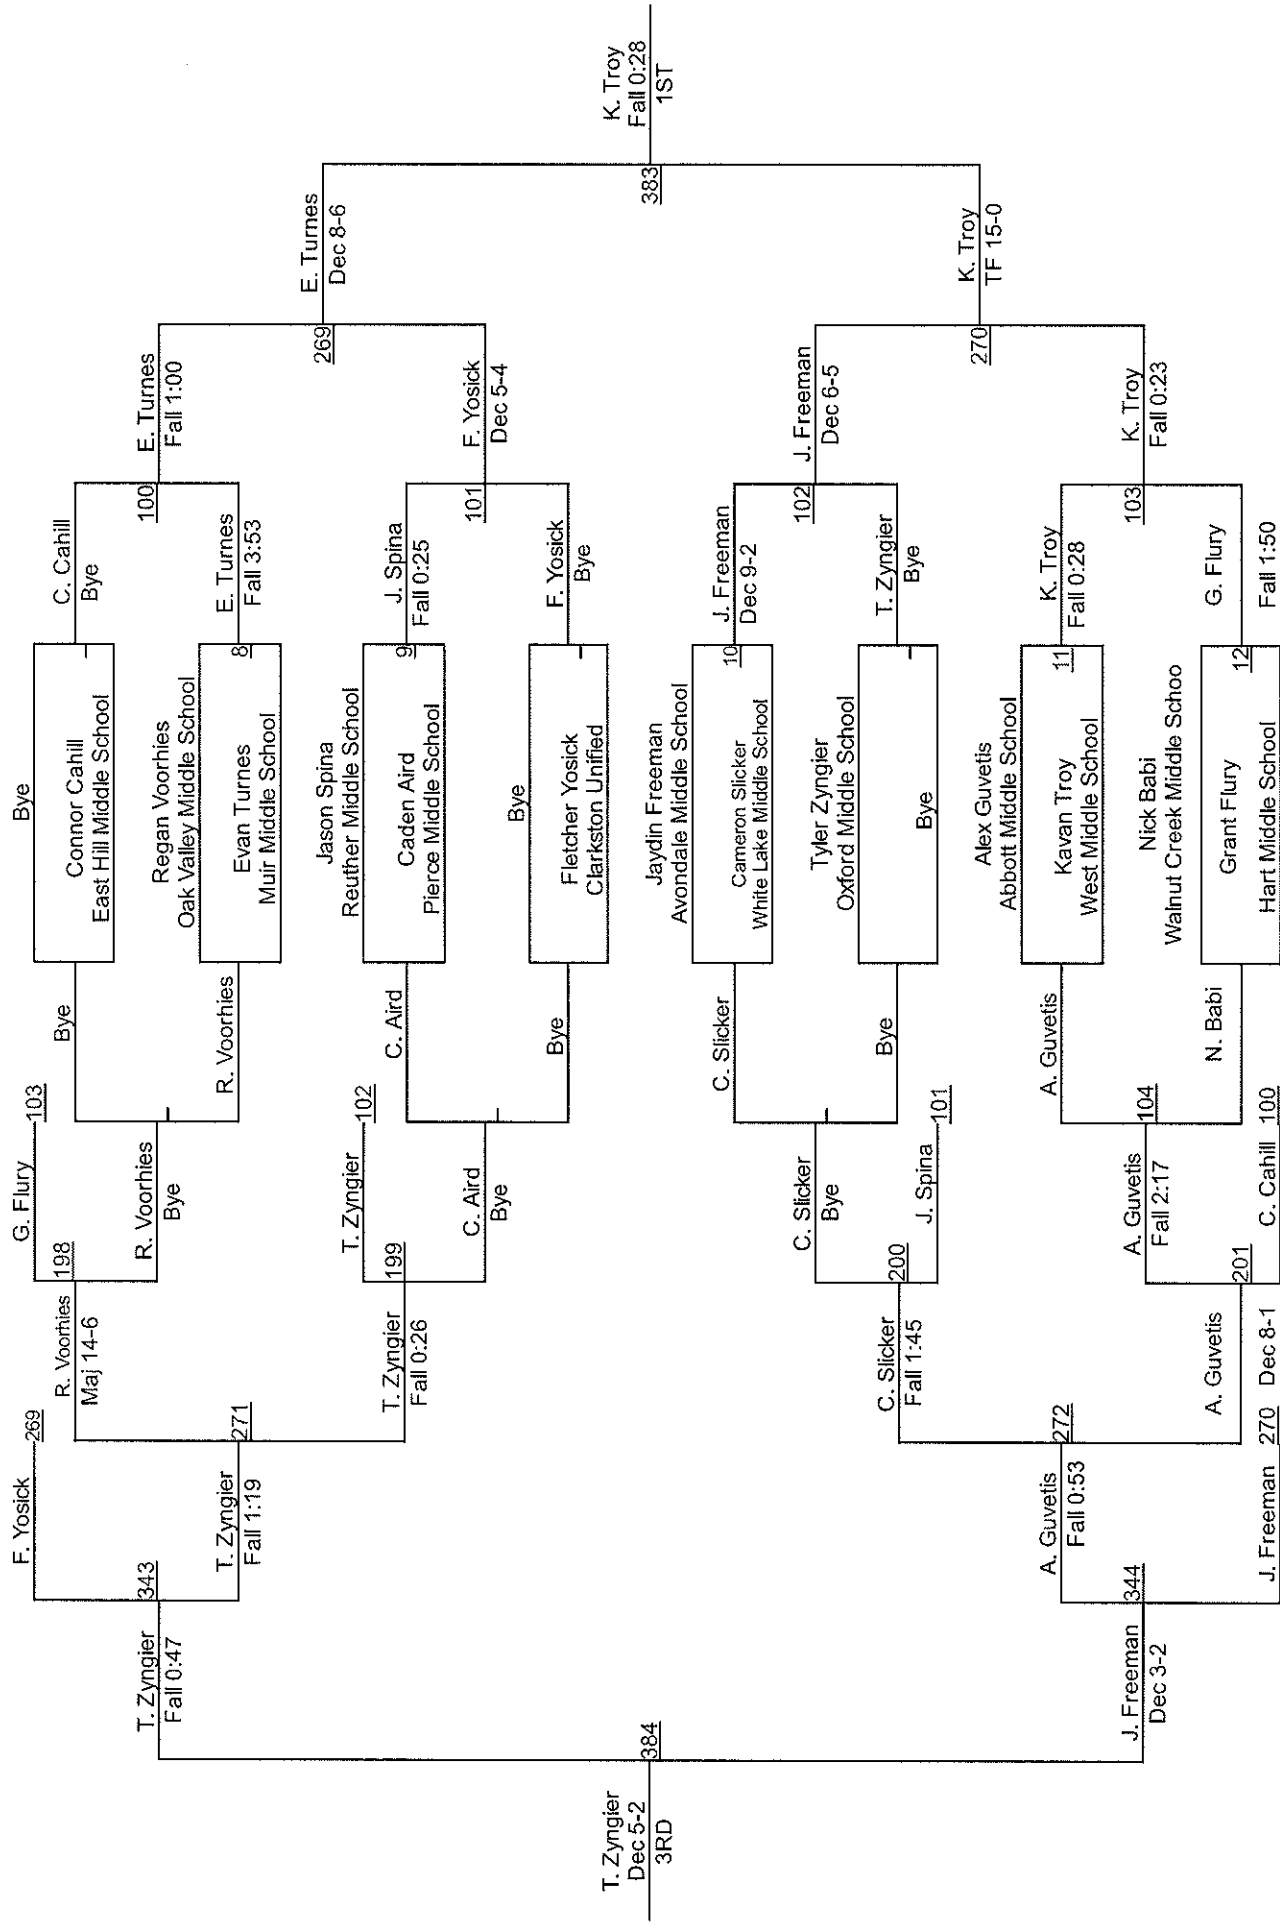 K. Troy
Fall 0:28
1ST
383
E. Turnes
Dec 8-6
K. Troy
TF 15-0
269
270
E. Turnes
Fall 1:00
F. Yosick
Dec 5-4
J. Freeman
Dec 6-5
K. Troy
Fall 0:23
100
101
102
103
C. Cahill
Bye
E. Turnes
Fall 3:53
J. Spina
Fall 0:25
F. Yosick
Bye
J. Freeman
Dec 9-2
T. Zyngier
Bye
K. Troy
Fall 0:28
G. Flury
Fall 1:50
Bye
Connor Cahill
East Hill Middle School
Regan Voorhies
Oak Valley Middle School
8
Evan Turnes
Muir Middle School
Jason Spina
Reuther Middle School
9
Caden Aird
Pierce Middle School
Bye
Fletcher Yosick
Clarkston Unified
Jaydin Freeman
Avondale Middle School
10
Cameron Slicker
White Lake Middle School
Tyler Zyngier
Oxford Middle School
Bye
Alex Guvetis
Abbott Middle School
11
Kavan Troy
West Middle School
Nick Babi
Walnut Creek Middle Schoo
12
Grant Flury
Hart Middle School
Bye
R. Voorhies
C. Aird
Bye
C. Slicker
Bye
A. Guvetis
N. Babi
103
102
101
104
100
G. Flury
R. Voorhies
Bye
T. Zyngier
C. Aird
Bye
C. Slicker
Bye
J. Spina
A. Guvetis
Fall 2:17
C. Cahill
198
199
200
201
R. Voorhies
Maj 14-6
T. Zyngier
Fall 0:26
C. Slicker
Fall 1:45
A. Guvetis
Dec 8-1
269
271
272
270
F. Yosick
T. Zyngier
Fall 1:19
A. Guvetis
Fall 0:53
J. Freeman
343
344
T. Zyngier
Fall 0:47
J. Freeman
Dec 3-2
384
T. Zyngier
Dec 5-2
3RD